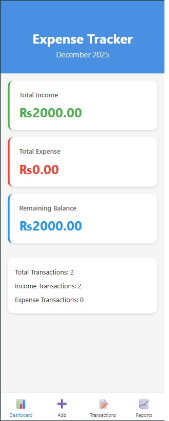 Expense Tracker
December 2025
Total Income
Rs2000.00
Total Expense
Rs0.00
Remaining Balance
Rs2000.00
Total Transactions: 2
Income Transactions: 2
Expense Transactions: 0
Dashboard Add Transactions Reports